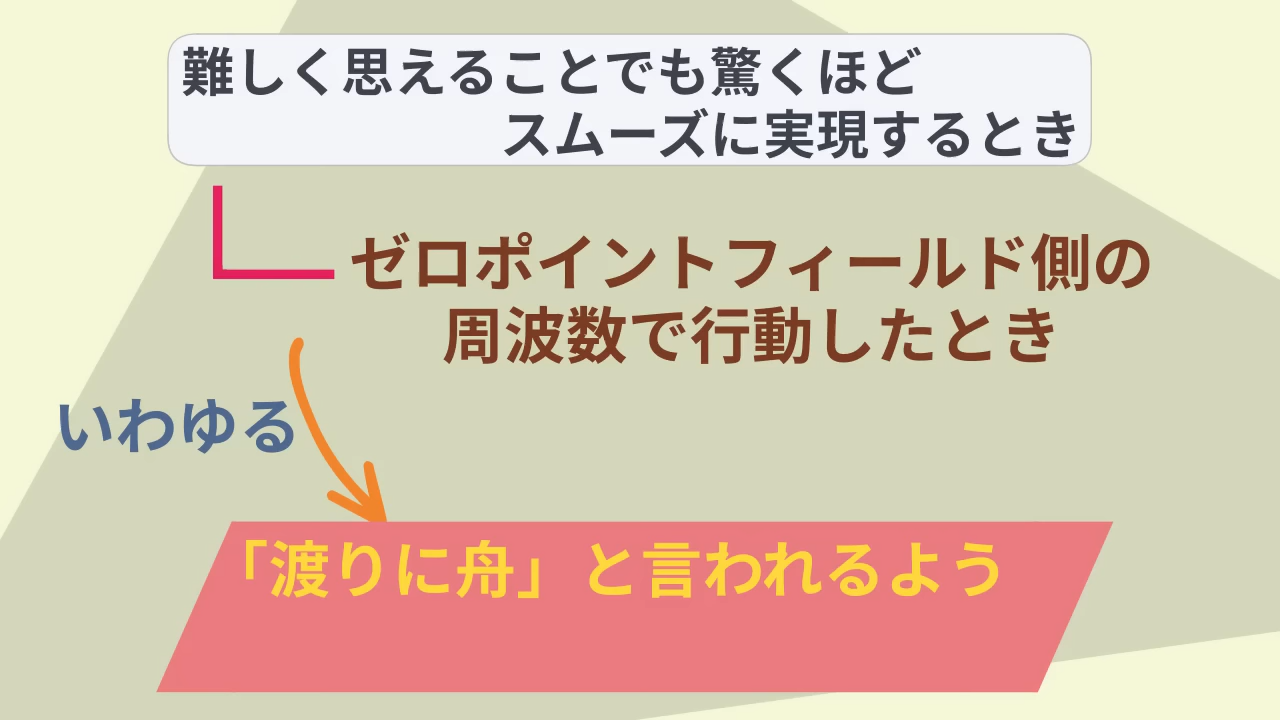 難しく思えることでも驚くほど
スムーズに実現するとき
ゼロポイントフィールド側の
周波数で行動したとき
いわゆる
「渡りに舟」と言われるよう